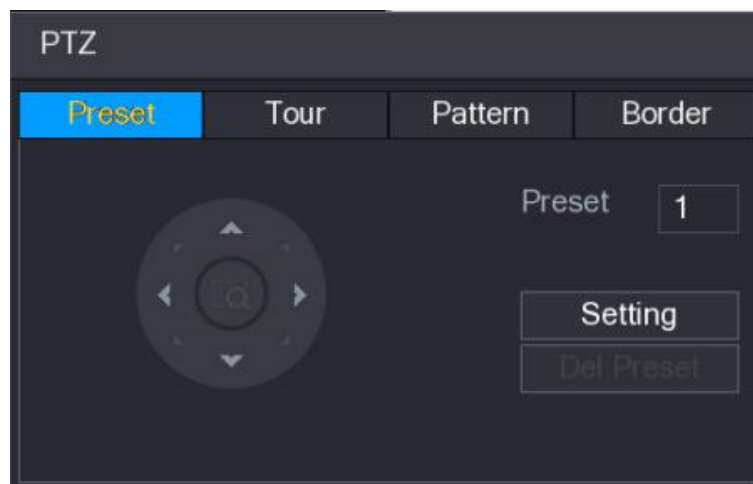 PTZ
Preset Tour Pattern Border
Preset 1
Setting
Del Preset